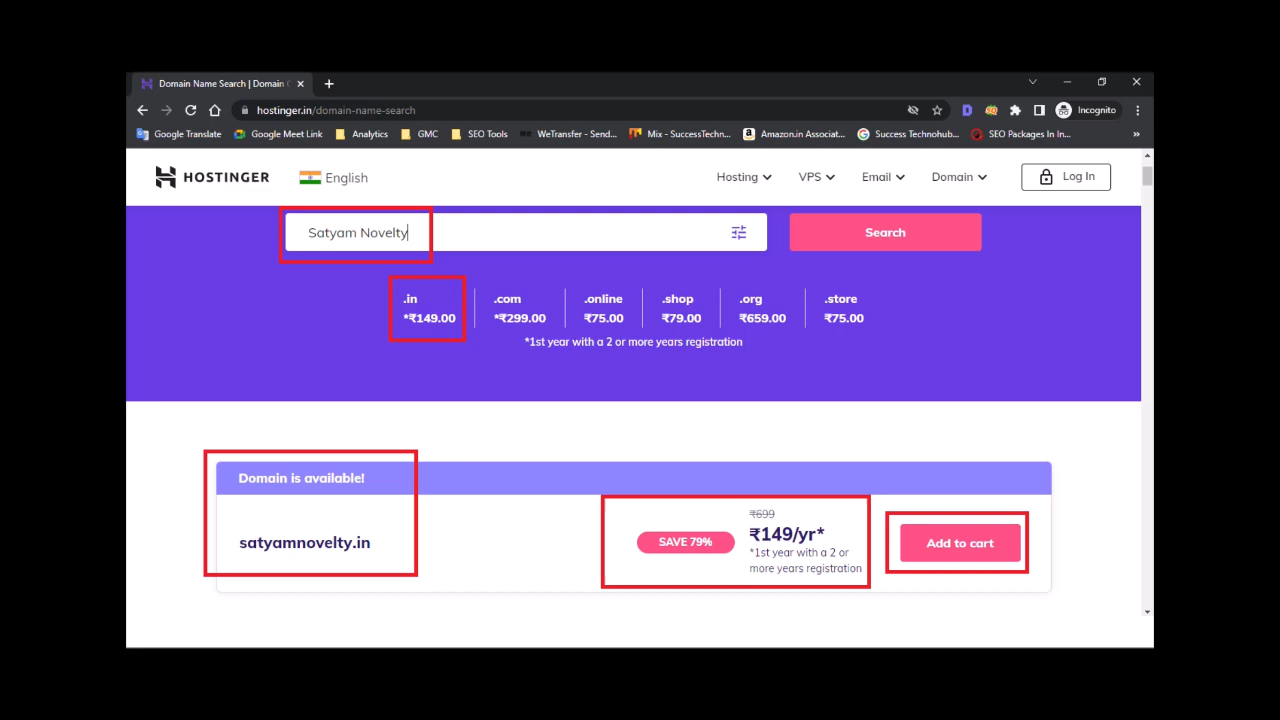 Domain Name Search | Domain
hostinger.in/domain-name-search
Incognito
Google Translate Google Meet Link Analytics GMC SEO Tools WeTransfer - Send... Mix - SuccessTechn... Amazon.in Associat... Success Technohub... SEO Packages In In... »
HOSTINGER English Hosting VPS Email Domain Log In
Satyam Novelty Search
.in .com .online .shop .org .store
*₹149.00 *₹299.00 ₹75.00 ₹79.00 ₹659.00 ₹75.00
*1st year with a 2 or more years registration
Domain is available!
satyamnovelty.in
SAVE 79%
₹699
₹149/yr*
*1st year with a 2 or
more years registration
Add to cart